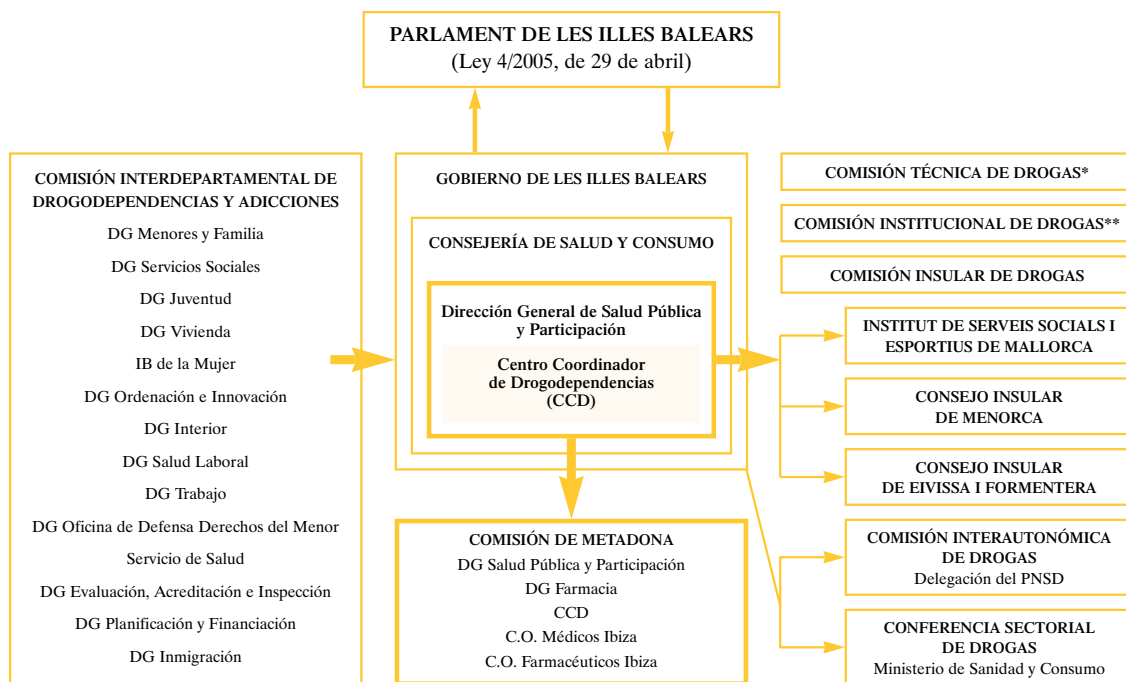 PARLAMENT DE LES ILLES BALEARS
(Ley 4/2005, de 29 de abril)
COMISIÓN INTERDEPARTAMENTAL DE
DROGODEPENDENCIAS Y ADICCIONES
DG Menores y Familia
DG Servicios Sociales
DG Juventud
DG Vivienda
IB de la Mujer
DG Ordenación e Innovación
DG Interior
DG Salud Laboral
DG Trabajo
DG Oficina de Defensa Derechos del Menor
Servicio de Salud
DG Evaluación, Acreditación e Inspección
DG Planificación y Financiación
DG Inmigración
GOBIERNO DE LES ILLES BALEARS
CONSEJERÍA DE SALUD Y CONSUMO
Dirección General de Salud Pública
y Participación
Centro Coordinador
de Drogodependencias
(CCD)
COMISIÓN DE METADONA
DG Salud Pública y Participación
DG Farmacia
CCD
C.O. Médicos Ibiza
C.O. Farmacéuticos Ibiza
COMISIÓN TÉCNICA DE DROGAS*
COMISIÓN INSTITUCIONAL DE DROGAS**
COMISIÓN INSULAR DE DROGAS
INSTITUT DE SERVEIS SOCIALS I
ESPORTIUS DE MALLORCA
CONSEJO INSULAR
DE MENORCA
CONSEJO INSULAR
DE EIVISSA I FORMENTERA
COMISIÓN INTERAUTONÓMICA
DE DROGAS
Delegación del PNSD
CONFERENCIA SECTORIAL
DE DROGAS
Ministerio de Sanidad y Consumo